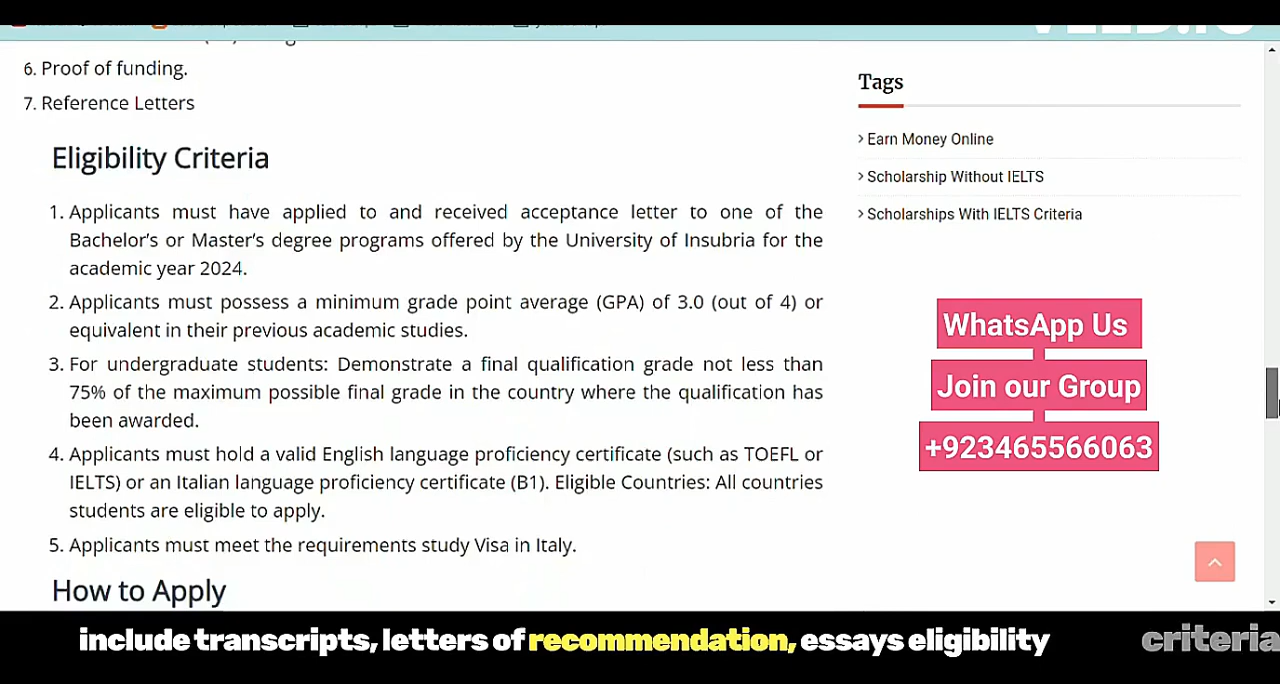 6. Proof of funding.
7. Reference Letters
Eligibility Criteria
1. Applicants must have applied to and received acceptance letter to one of the
Bachelor's or Master's degree programs offered by the University of Insubria for the
academic year 2024.
2. Applicants must possess a minimum grade point average (GPA) of 3.0 (out of 4) or
equivalent in their previous academic studies.
3. For undergraduate students: Demonstrate a final qualification grade not less than
75% of the maximum possible final grade in the country where the qualification has
been awarded.
4. Applicants must hold a valid English language proficiency certificate (such as TOEFL or
IELTS) or an Italian language proficiency certificate (B1). Eligible Countries: All countries
students are eligible to apply.
5. Applicants must meet the requirements study Visa in Italy.
How to Apply
Tags
Earn Money Online
Scholarship Without IELTS
Scholarships With IELTS Criteria
WhatsApp Us
Join our Group
+923465566063
include transcripts, letters of recommendation, essays eligibility criteria